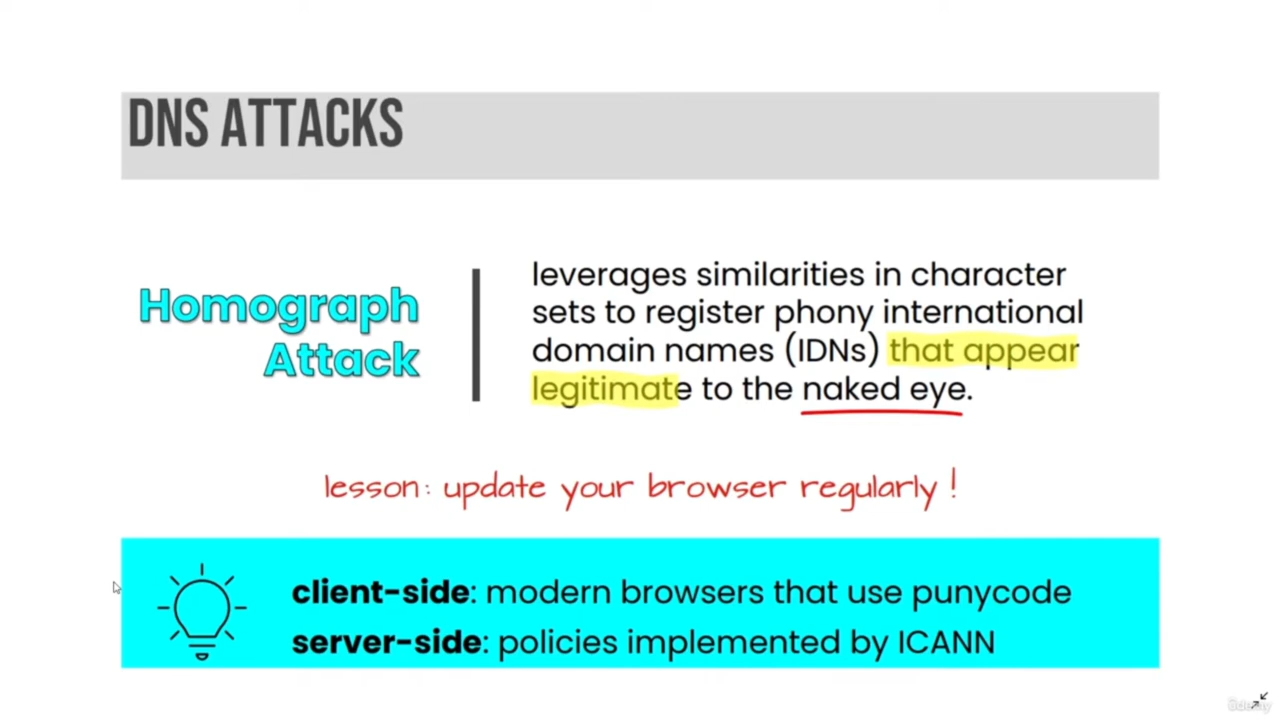 DNS ATTACKS
Homograph
Attack
leverages similarities in character
sets to register phony international
domain names (IDNs) that appear
legitimate to the naked eye.
lesson: update your browser regularly!
client-side: modern browsers that use punycode
server-side: policies implemented by ICANN
Udemy